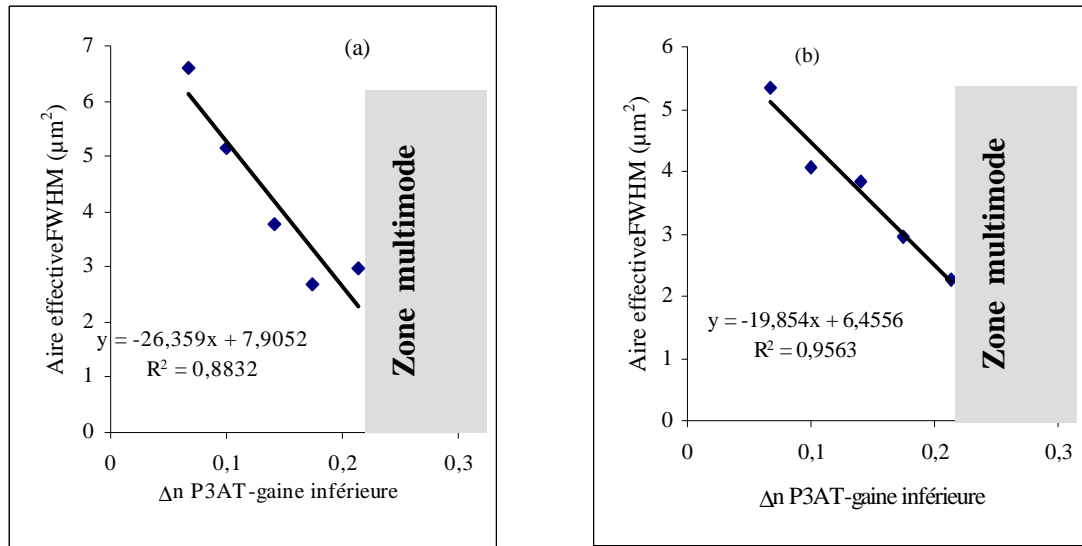 (a)
Aire effectiveFWHM (µm²)
7
6
5
4
3
2
1
0
y = -26,359x + 7,9052
R² = 0,8832
Zone multimode
0
0,1
0,2
0,3
Δn P3AT-gaine inférieure
(b)
Aire effectiveFWHM (µm²)
6
5
4
3
2
1
0
y = -19,854x + 6,4556
R² = 0,9563
Zone multimode
0
0,1
0,2
0,3
Δn P3AT-gaine inférieure